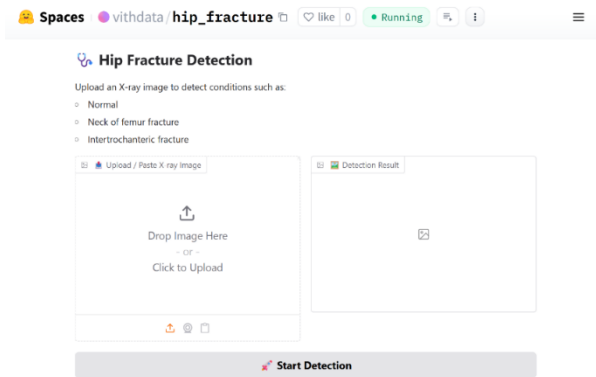 Spaces vithdata/hip_fracture like 0 Running
Hip Fracture Detection
Upload an X-ray image to detect conditions such as:
Normal
Neck of femur fracture
Intertrochanteric fracture
Upload / Paste X ray Image
Detection Result
Drop Image Here
- or -
Click to Upload
Start Detection